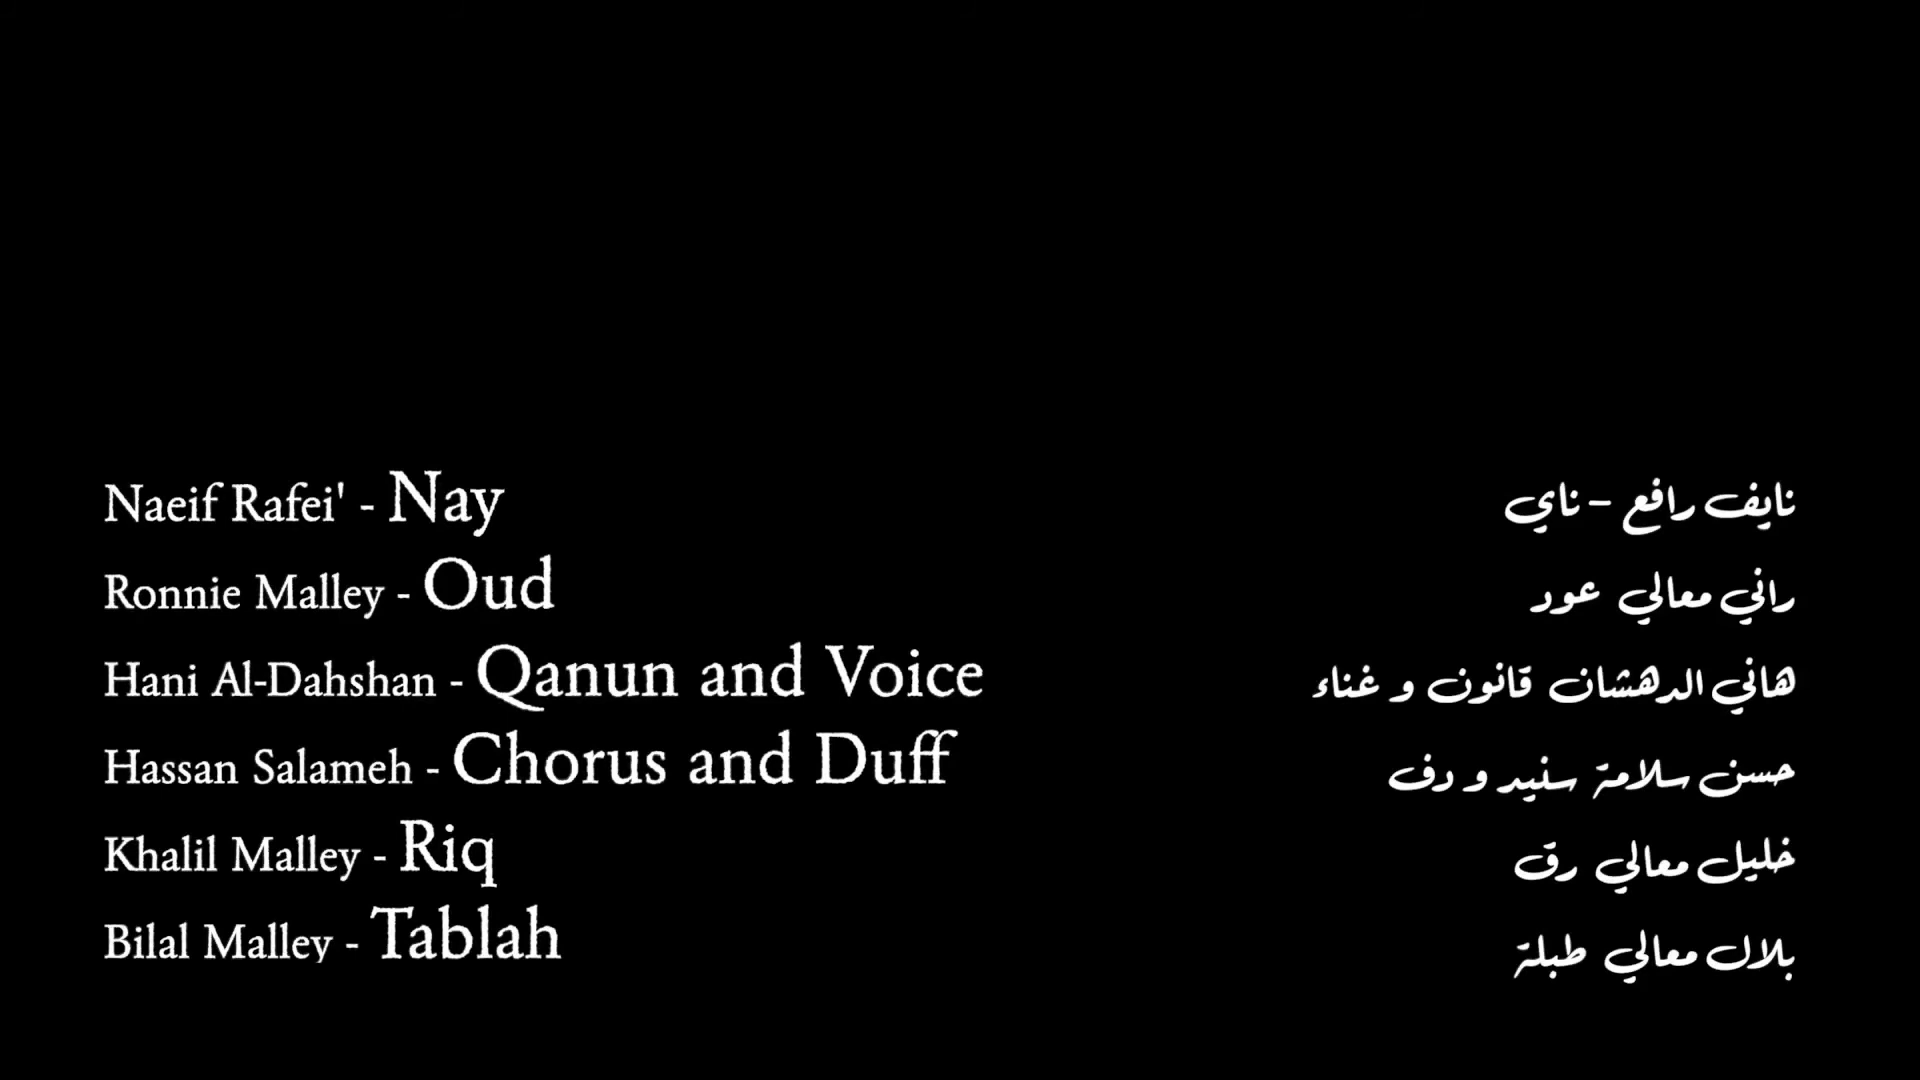 Naeif Rafei' - Nay
نايف رافع – ناي
Ronnie Malley - Oud
راني معالي عود
Hani Al-Dahshan - Qanun and Voice
هاني الدهشان قانون و غناء
Hassan Salameh - Chorus and Duff
حسن سلامة سنيد و دف
Khalil Malley - Riq
خليل معالي رق
Bilal Malley - Tablah
بلال معالي طبلة